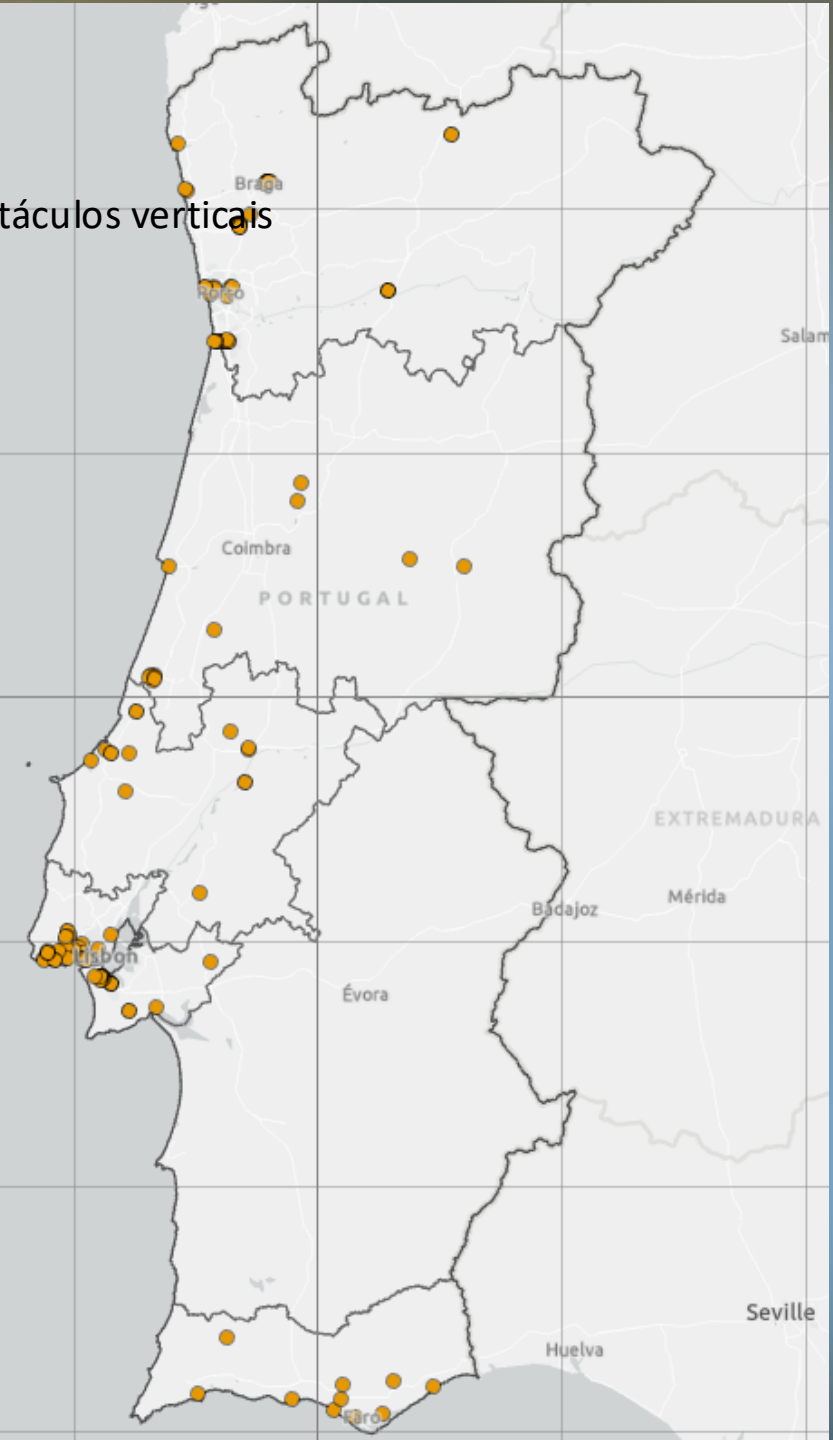 Braga
táculos verticais
Porto
Salam
Coimbra
PORTUGAL
EXTREMADURA
Mérida
Badajoz
Lisbon
Évora
Seville
Huelva
Faro